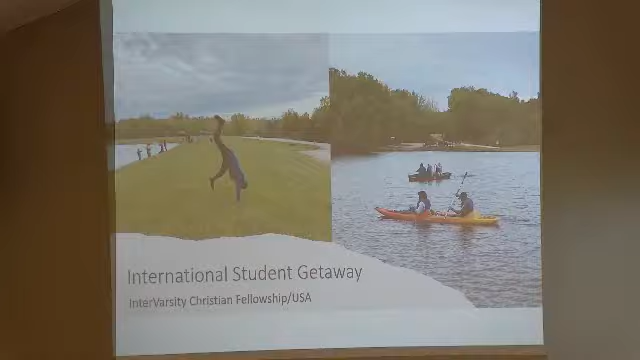 International Student Getaway
InterVarsity Christian Fellowship/USA